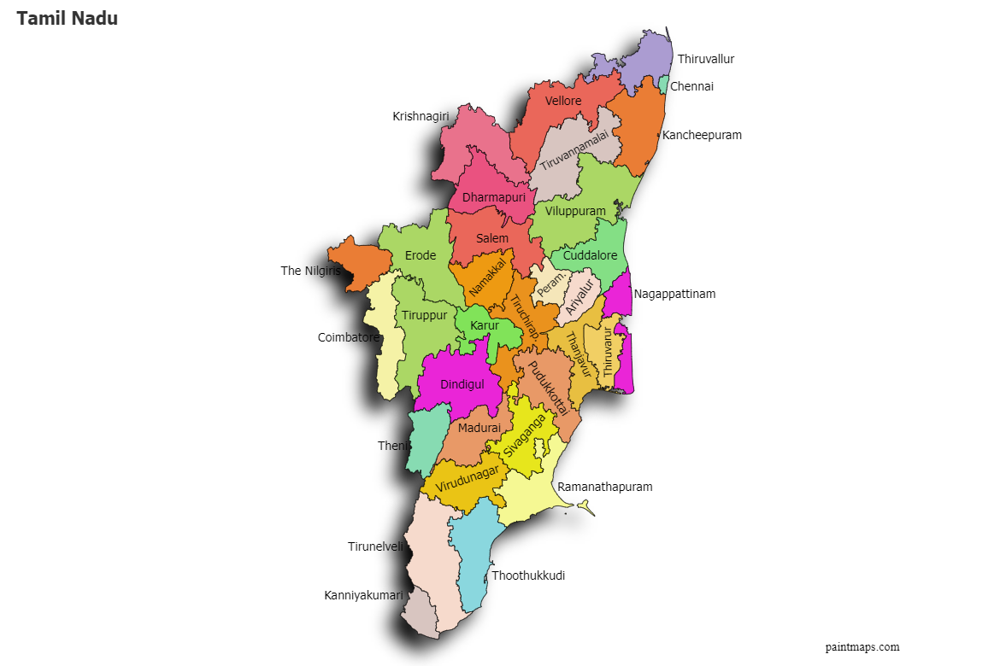 Tamil Nadu
Thiruvallur
Chennai
Vellore
Krishnagiri
Kancheepuram
Tiruvannamalai
Dharmapuri
Viluppuram
Salem
Erode
Cuddalore
The Nilgiris
Namakkal
Peram.
Ariyalur
Nagappattinam
Tiruchirap.
Tiruppur
Karur
Coimbatore
Thanjavur
Thiruvarur
Dindigul
Pudukkottai
Madurai
Sivaganga
Theni
Virudunagar
Ramanathapuram
Tirunelveli
Thoothukkudi
Kanniyakumari
paintmaps.com